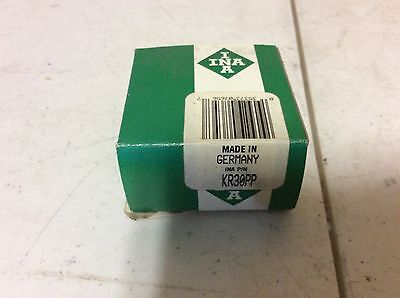 INA
INA
MADE IN
GERMANY
INA P/N
KR30PP
A